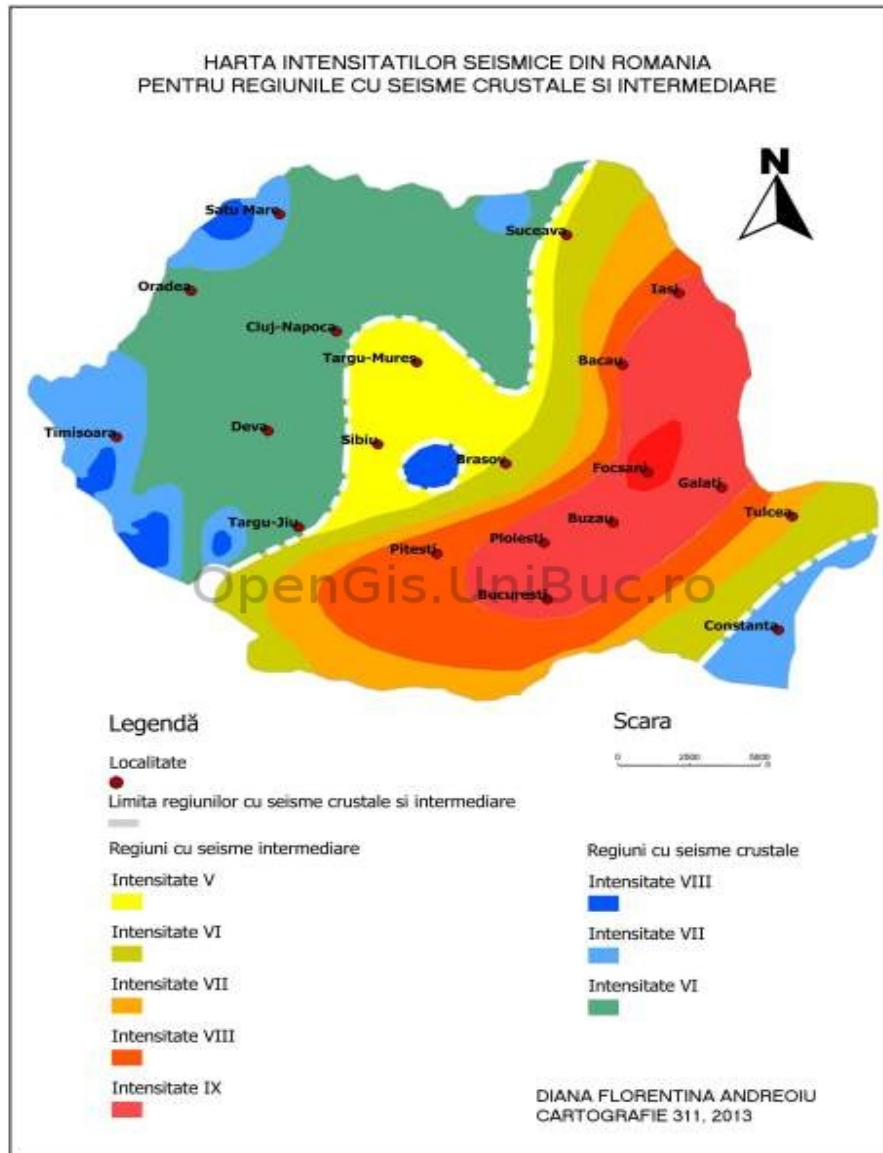 HARTA INTENSITATILOR SEISMICE DIN ROMANIA
PENTRU REGIUNILE CU SEISME CRUSTALE SI INTERMEDIARE
N
Satu Mare
Suceava
Oradea
Iasi
Cluj-Napoca
Targu-Mures
Bacau
Timisoara
Deva
Sibiu
Brasov
Focsani
Galati
Targu-Jiu
Buzau
Tulcea
Pitesti
Ploiesti
OpenGis.UniBuc.ro
Bucuresti
Constanta
Legendă
Scara
Localitate
0 2500 5000
Limita regiunilor cu seisme crustale si intermediare
Regiuni cu seisme intermediare
Regiuni cu seisme crustale
Intensitate V
Intensitate VIII
Intensitate VI
Intensitate VII
Intensitate VII
Intensitate VI
Intensitate VIII
Intensitate IX
DIANA FLORENTINA ANDREOIU
CARTOGRAFIE 311, 2013